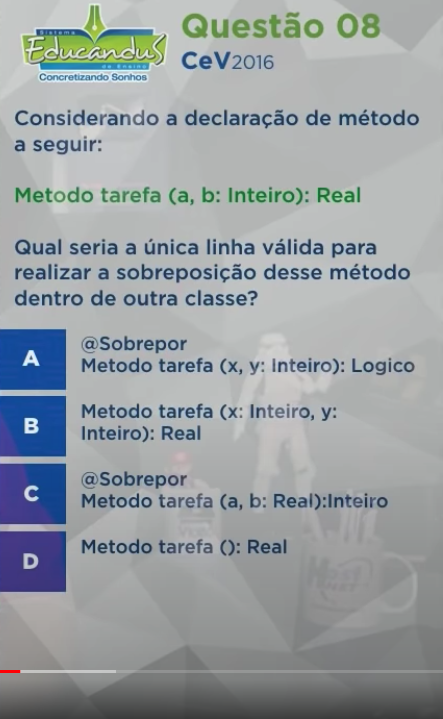 Sistema
EducanduS
de Ensino
Concretizando Sonhos
Questão 08
CeV2016
Considerando a declaração de método
a seguir:
Metodo tarefa (a, b: Inteiro): Real
Qual seria a única linha válida para
realizar a sobreposição desse método
dentro de outra classe?
A
@Sobrepor
Metodo tarefa (x, y: Inteiro): Logico
B
Metodo tarefa (x: Inteiro, y:
Inteiro): Real
C
@Sobrepor
Metodo tarefa (a, b: Real):Inteiro
D
Metodo tarefa (): Real